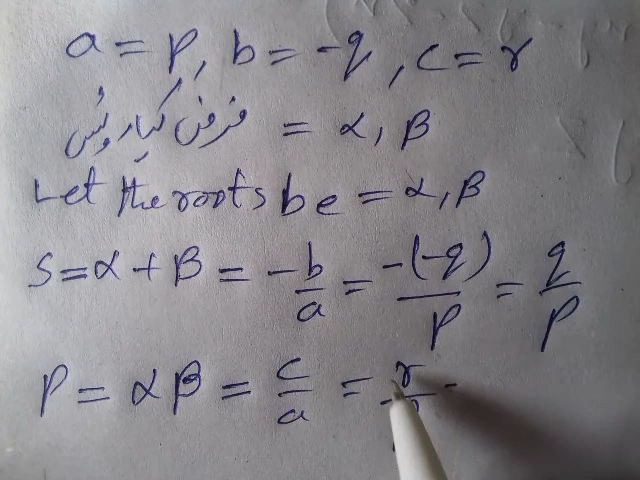 a = p, b = -q, c = r
فرض کیا روٹس = α, β
Let the roots be = α, β
S = α + β = -b/a = -(-q)/p = q/p
P = αβ = c/a = r/